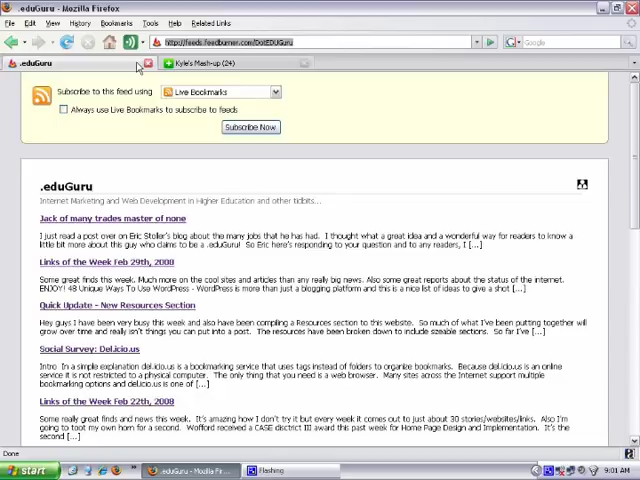 .eduGuru - Mozilla Firefox
File Edit View History Bookmarks Tools Help Related Links
http://feeds.feedburner.com/DotEDUGuru
Google
.eduGuru
Kyle's Mash-up (24)
Subscribe to this feed using Live Bookmarks
Always use Live Bookmarks to subscribe to feeds
Subscribe Now
.eduGuru
Internet Marketing and Web Development in Higher Education and other tidbits...
Jack of many trades master of none
I just read a post over on Eric Stoller's blog about the many jobs that he has had. I thought what a great idea and a wonderful way for readers to know a
little bit more about this guy who claims to be a .eduGuru! So Eric here's responding to your question and to any readers, I [...]
Links of the Week Feb 29th, 2008
Some great finds this week. Much more on the cool sites and articles than any really big news. Also some great reports about the status of the internet.
ENJOY! 48 Unique Ways To Use WordPress - WordPress is more than just a blogging platform and this is a nice list of ideas to give a shot [...]
Quick Update - New Resources Section
Hey guys I have been very busy this week and also have been compiling a Resources section to this website. So much of what I've been putting together will
grow over time and really isn't things you can put into a post. The resources have been broken down to include sizeable sections. So far I've [...]
Social Survey: Del.icio.us
Intro In a simple explanation del.icio.us is a bookmarking service that uses tags instead of folders to organize bookmarks. Because del.icio.us is an online
service it is not restricted to a physical computer. The only thing that you need is a web browser. Many sites across the Internet support multiple
bookmarking options and del.icio.us is one of [...]
Links of the Week Feb 22th, 2008
Some really great finds and news this week. It's amazing how I don't try it but every week it comes out to just about 30 stories/websites/links. Also I'm
going to toot my own horn for a second. Wofford received a CASE disctrict III award this past week for Home Page Design and Implementation. It's the
second [...]
Done
start
.eduGuru - Mozilla Fir...
Flashing
9:01 AM